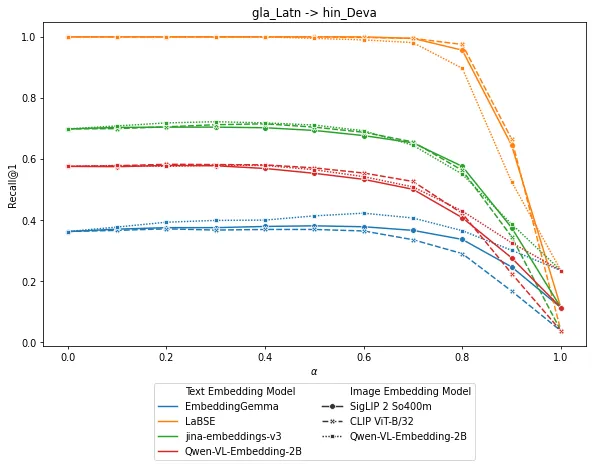 gla_Latn -> hin_Deva
1.0
0.8
0.6
0.4
0.2
0.0
Recall@1
0.0 0.2 0.4 0.6 0.8 1.0
α
Text Embedding Model Image Embedding Model
EmbeddingGemma SigLIP 2 So400m
LaBSE CLIP ViT-B/32
jina-embeddings-v3 Qwen-VL-Embedding-2B
Qwen-VL-Embedding-2B